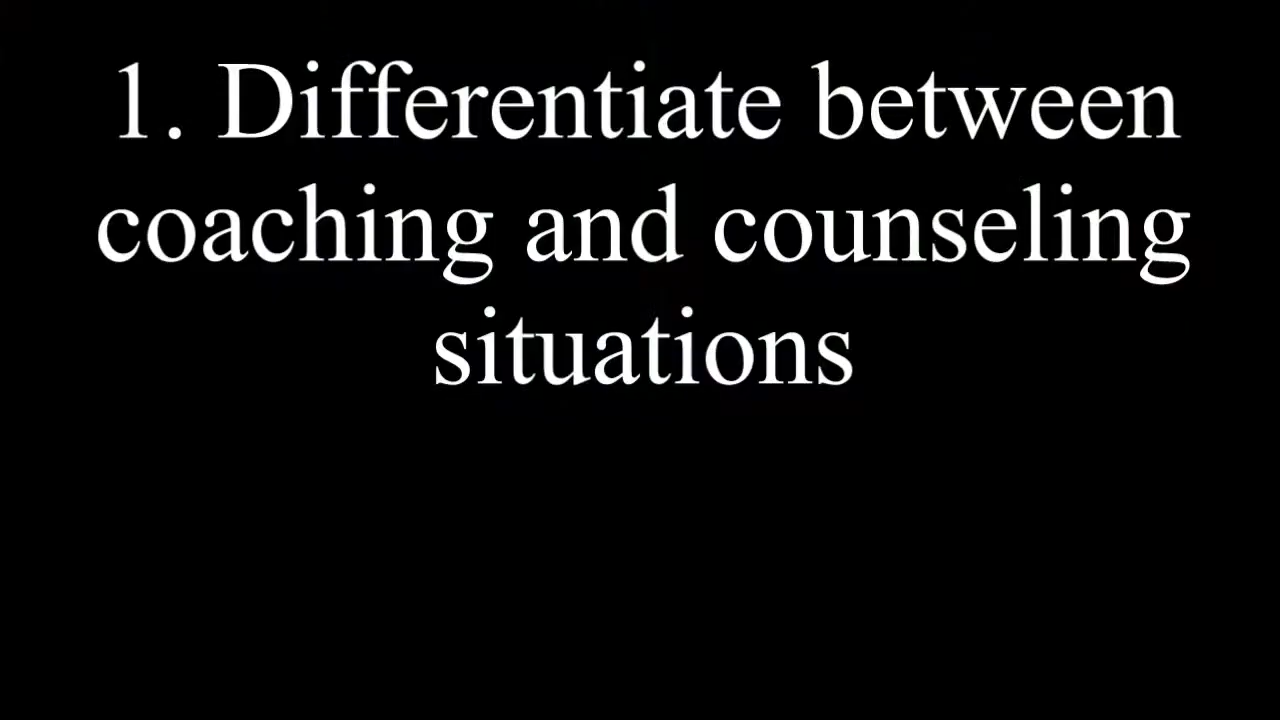 1. Differentiate between
coaching and counseling
situations